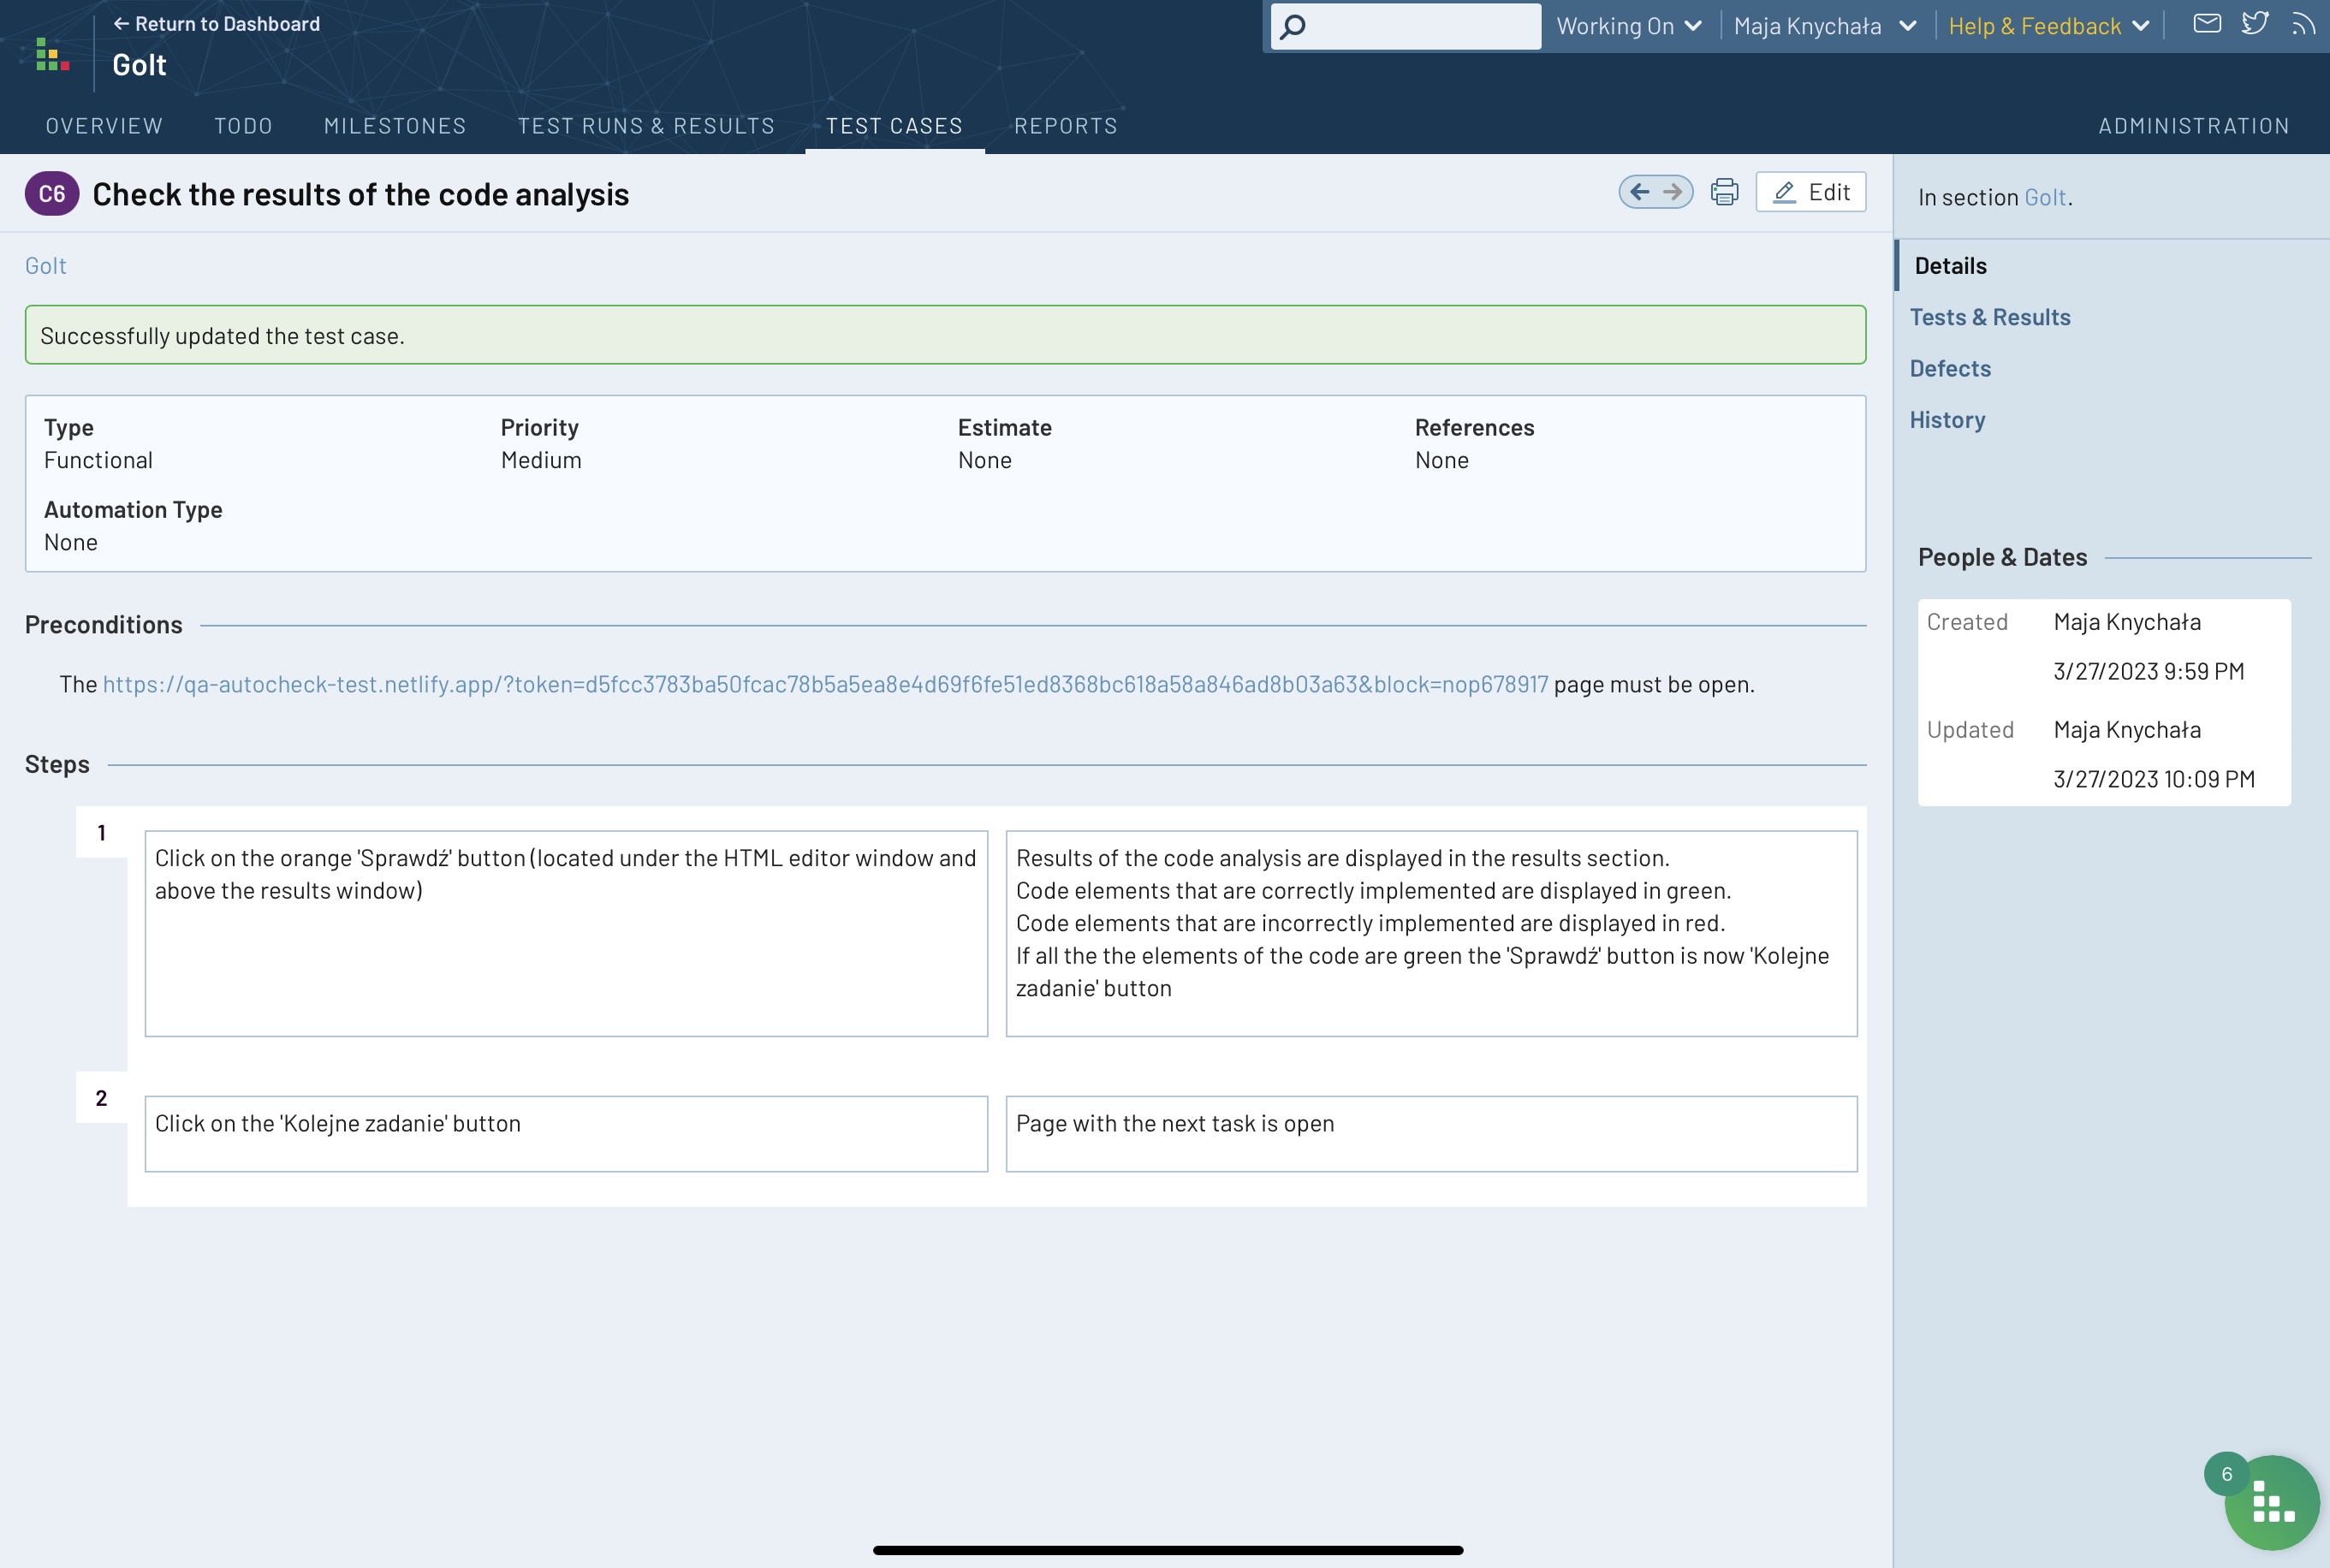 ← Return to Dashboard
GoIt
Working On
Maja Knychała
Help & Feedback
OVERVIEW
TODO
MILESTONES
TEST RUNS & RESULTS
TEST CASES
REPORTS
ADMINISTRATION
C6
Check the results of the code analysis
Edit
GoIt
Successfully updated the test case.
Type
Functional
Priority
Medium
Estimate
None
References
None
Automation Type
None
Preconditions
The https://qa-autocheck-test.netlify.app/?token=d5fcc3783ba50fcac78b5a5ea8e4d69f6fe51ed8368bc618a58a846ad8b03a63&block=nop678917 page must be open.
Steps
1
Click on the orange 'Sprawdź' button (located under the HTML editor window and
above the results window)
Results of the code analysis are displayed in the results section.
Code elements that are correctly implemented are displayed in green.
Code elements that are incorrectly implemented are displayed in red.
If all the the elements of the code are green the 'Sprawdź' button is now 'Kolejne
zadanie' button
2
Click on the 'Kolejne zadanie' button
Page with the next task is open
In section GoIt.
Details
Tests & Results
Defects
History
People & Dates
Created
Maja Knychała
3/27/2023 9:59 PM
Updated
Maja Knychała
3/27/2023 10:09 PM
6